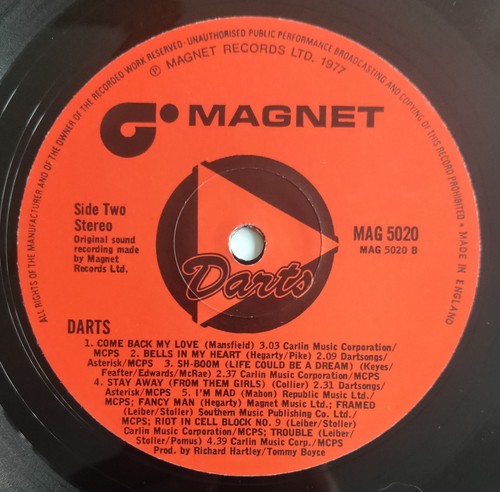 ALL RIGHTS OF THE MANUFACTURER AND OF THE OWNER OF THE RECORDED WORK RESERVED · UNAUTHORISED PUBLIC PERFORMANCE BROADCASTING AND COPYING OF THIS RECORD PROHIBITED • MADE IN ENGLAND
℗ MAGNET RECORDS LTD. 1977
MAGNET
Side Two
Stereo
Original sound
recording made
by Magnet
Records Ltd.
MAG 5020
MAG 5020 B
Darts
DARTS
1. COME BACK MY LOVE (Mansfield) 3.03 Carlin Music Corporation/
MCPS 2. BELLS IN MY HEART (Hegarty/Pike) 2.09 Dartsongs/
Asterisk/MCPS 3. SH-BOOM (LIFE COULD BE A DREAM) (Keyes/
Feafter/Edwards/McRae) 2.37 Carlin Music Corporation/MCPS
4. STAY AWAY (FROM THEM GIRLS) (Collier) 2.31 Dartsongs/
Asterisk/MCPS 5. I'M MAD (Mabon) Republic Music Ltd./
MCPS; FANCY MAN (Hegarty) Magnet Music Ltd.; FRAMED
(Leiber/Stoller) Southern Music Publishing Co. Ltd./
MCPS; RIOT IN CELL BLOCK NO. 9 (Leiber/Stoller)
Carlin Music Corporation/MCPS; TROUBLE (Leiber/
Stoller/Pomus) 4.39 Carlin Music Corp./MCPS
Prod. by Richard Hartley/Tommy Boyce